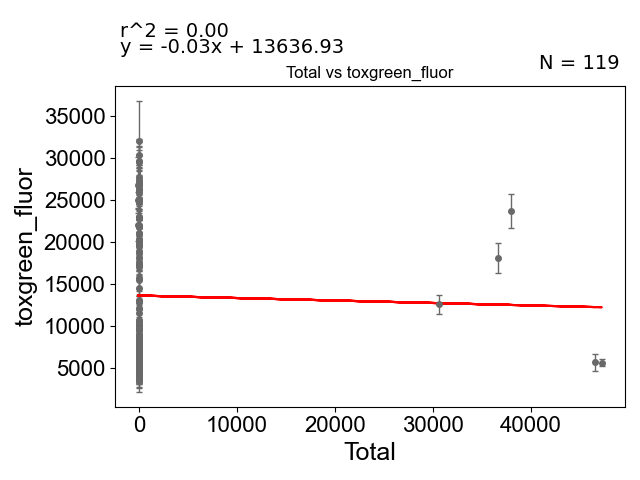 r^2 = 0.00
y = -0.03x + 13636.93
N = 119
Total vs toxgreen_fluor
35000
30000
25000
20000
15000
10000
5000
toxgreen_fluor
0 10000 20000 30000 40000
Total